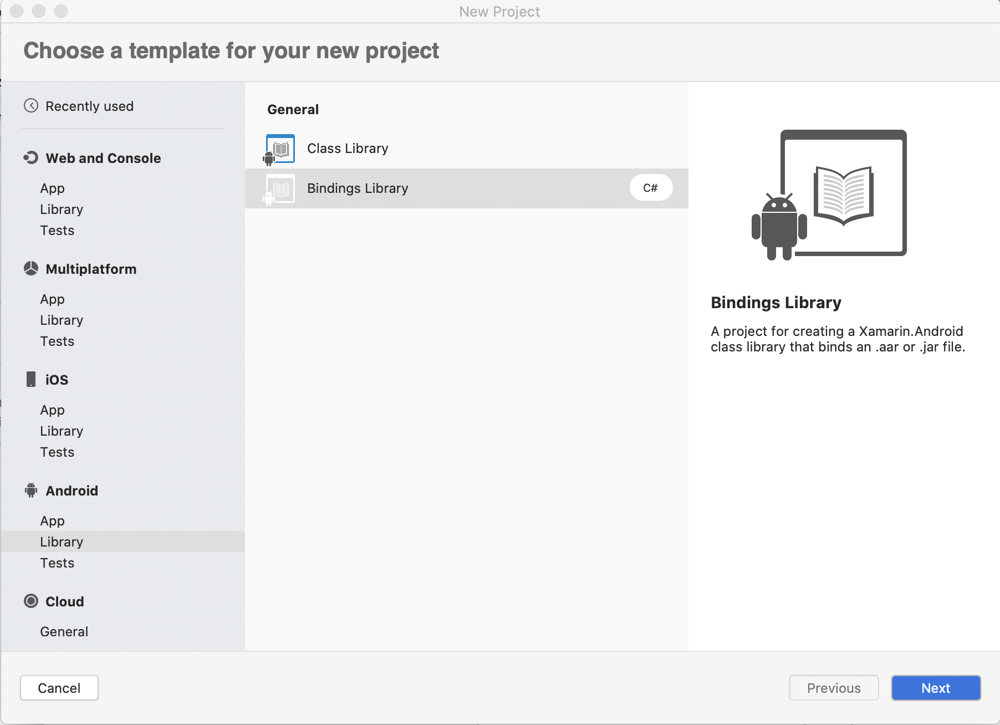 New Project
Choose a template for your new project
Recently used
Web and Console
App
Library
Tests
Multiplatform
App
Library
Tests
iOS
App
Library
Tests
Android
App
Library
Tests
Cloud
General
General
Class Library
Bindings Library
C#
Bindings Library
A project for creating a Xamarin.Android
class library that binds an .aar or .jar file.
Cancel
Previous
Next